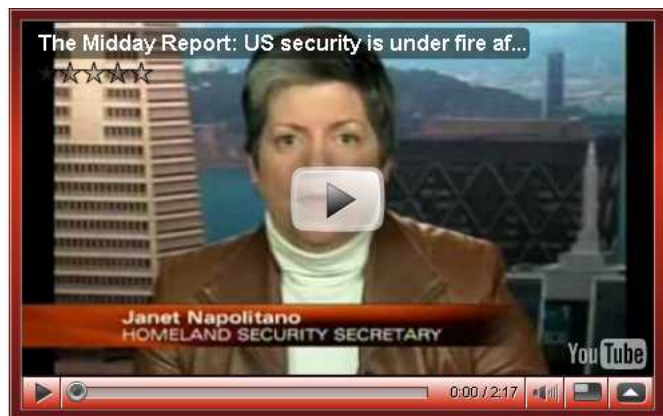 The Midday Report: US security is under fire af...
Janet Napolitano
HOMELAND SECURITY SECRETARY
YouTube
0:00 / 2:17